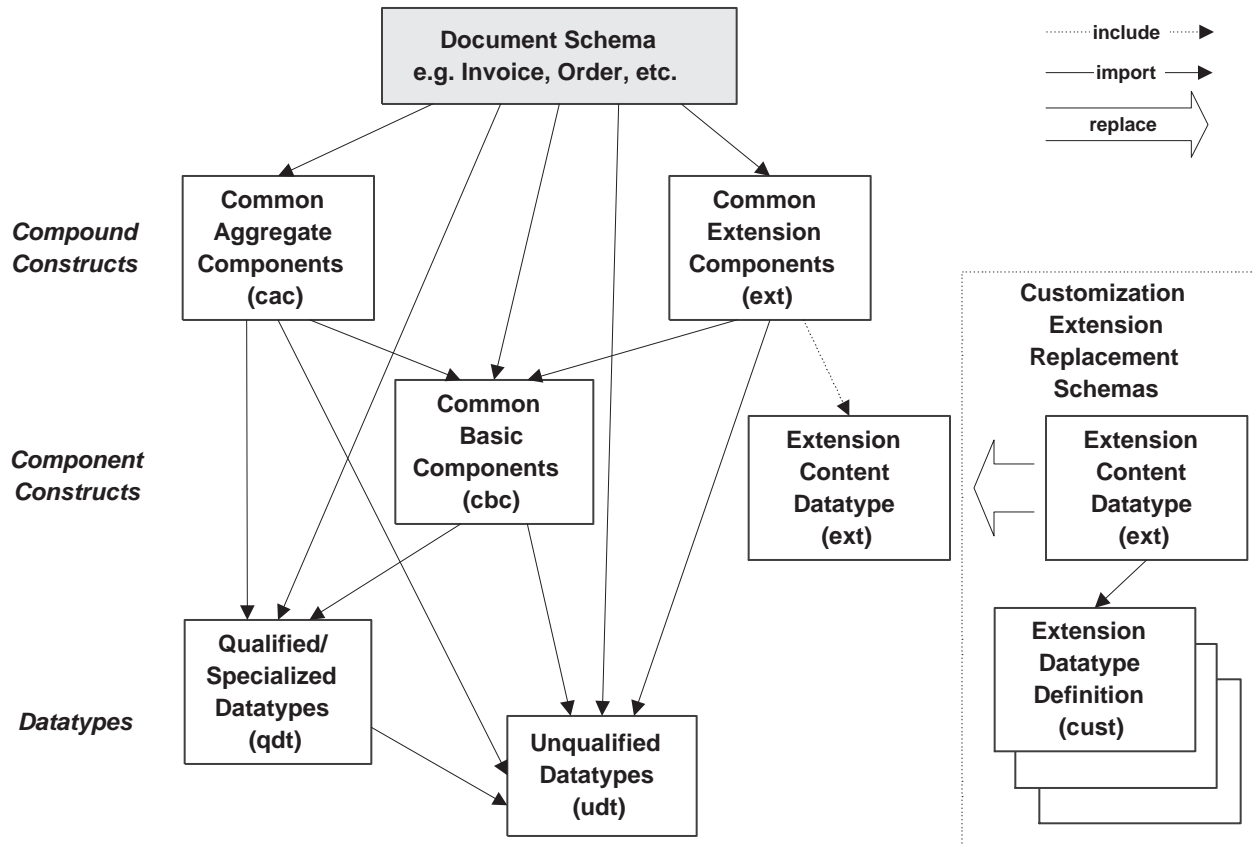 Document Schema
e.g. Invoice, Order, etc.
include
import
replace
Compound
Constructs
Common
Aggregate
Components
(cac)
Common
Extension
Components
(ext)
Customization
Extension
Replacement
Schemas
Component
Constructs
Common
Basic
Components
(cbc)
Extension
Content
Datatype
(ext)
Extension
Content
Datatype
(ext)
Datatypes
Qualified/
Specialized
Datatypes
(qdt)
Unqualified
Datatypes
(udt)
Extension
Datatype
Definition
(cust)